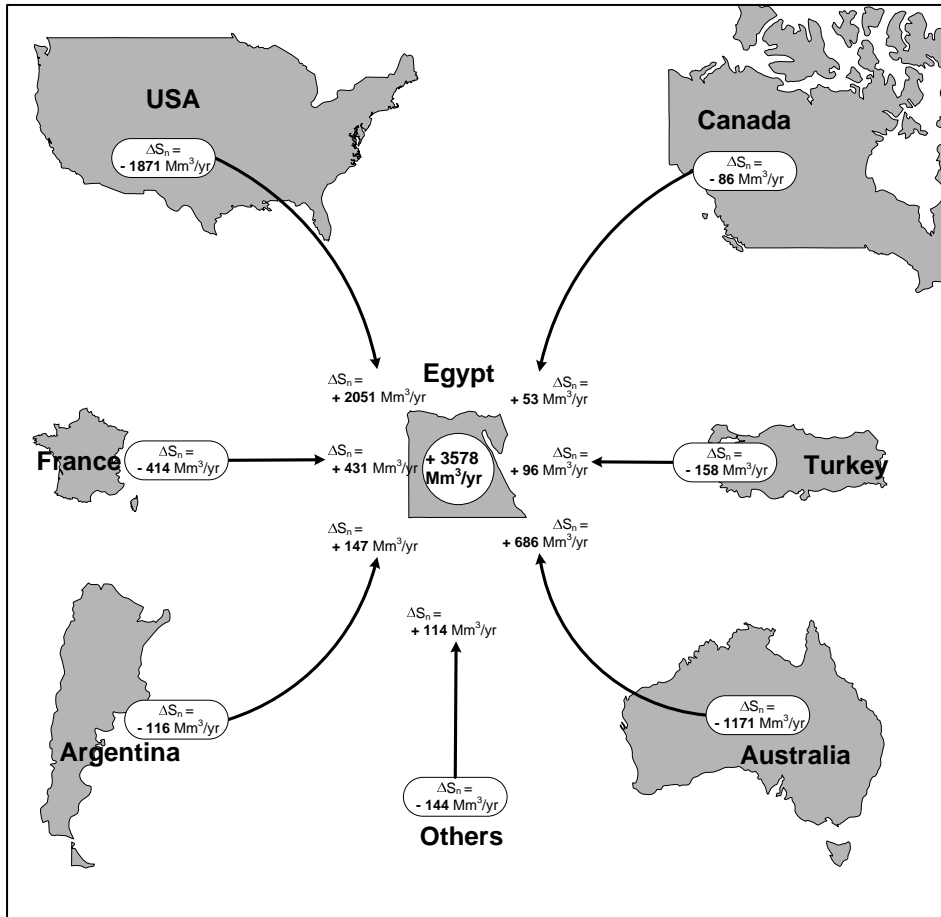 USA
ΔSₙ =
- 1871 Mm³/yr
Canada
ΔSₙ =
- 86 Mm³/yr
Egypt
ΔSₙ =
+ 2051 Mm³/yr
ΔSₙ =
+ 53 Mm³/yr
France
ΔSₙ =
- 414 Mm³/yr
ΔSₙ =
+ 431 Mm³/yr
+ 3578
Mm³/yr
ΔSₙ =
+ 96 Mm³/yr
ΔSₙ =
- 158 Mm³/yr
Turkey
ΔSₙ =
+ 147 Mm³/yr
ΔSₙ =
+ 686 Mm³/yr
ΔSₙ =
+ 114 Mm³/yr
ΔSₙ =
- 116 Mm³/yr
Argentina
ΔSₙ =
- 1171 Mm³/yr
Australia
ΔSₙ =
- 144 Mm³/yr
Others